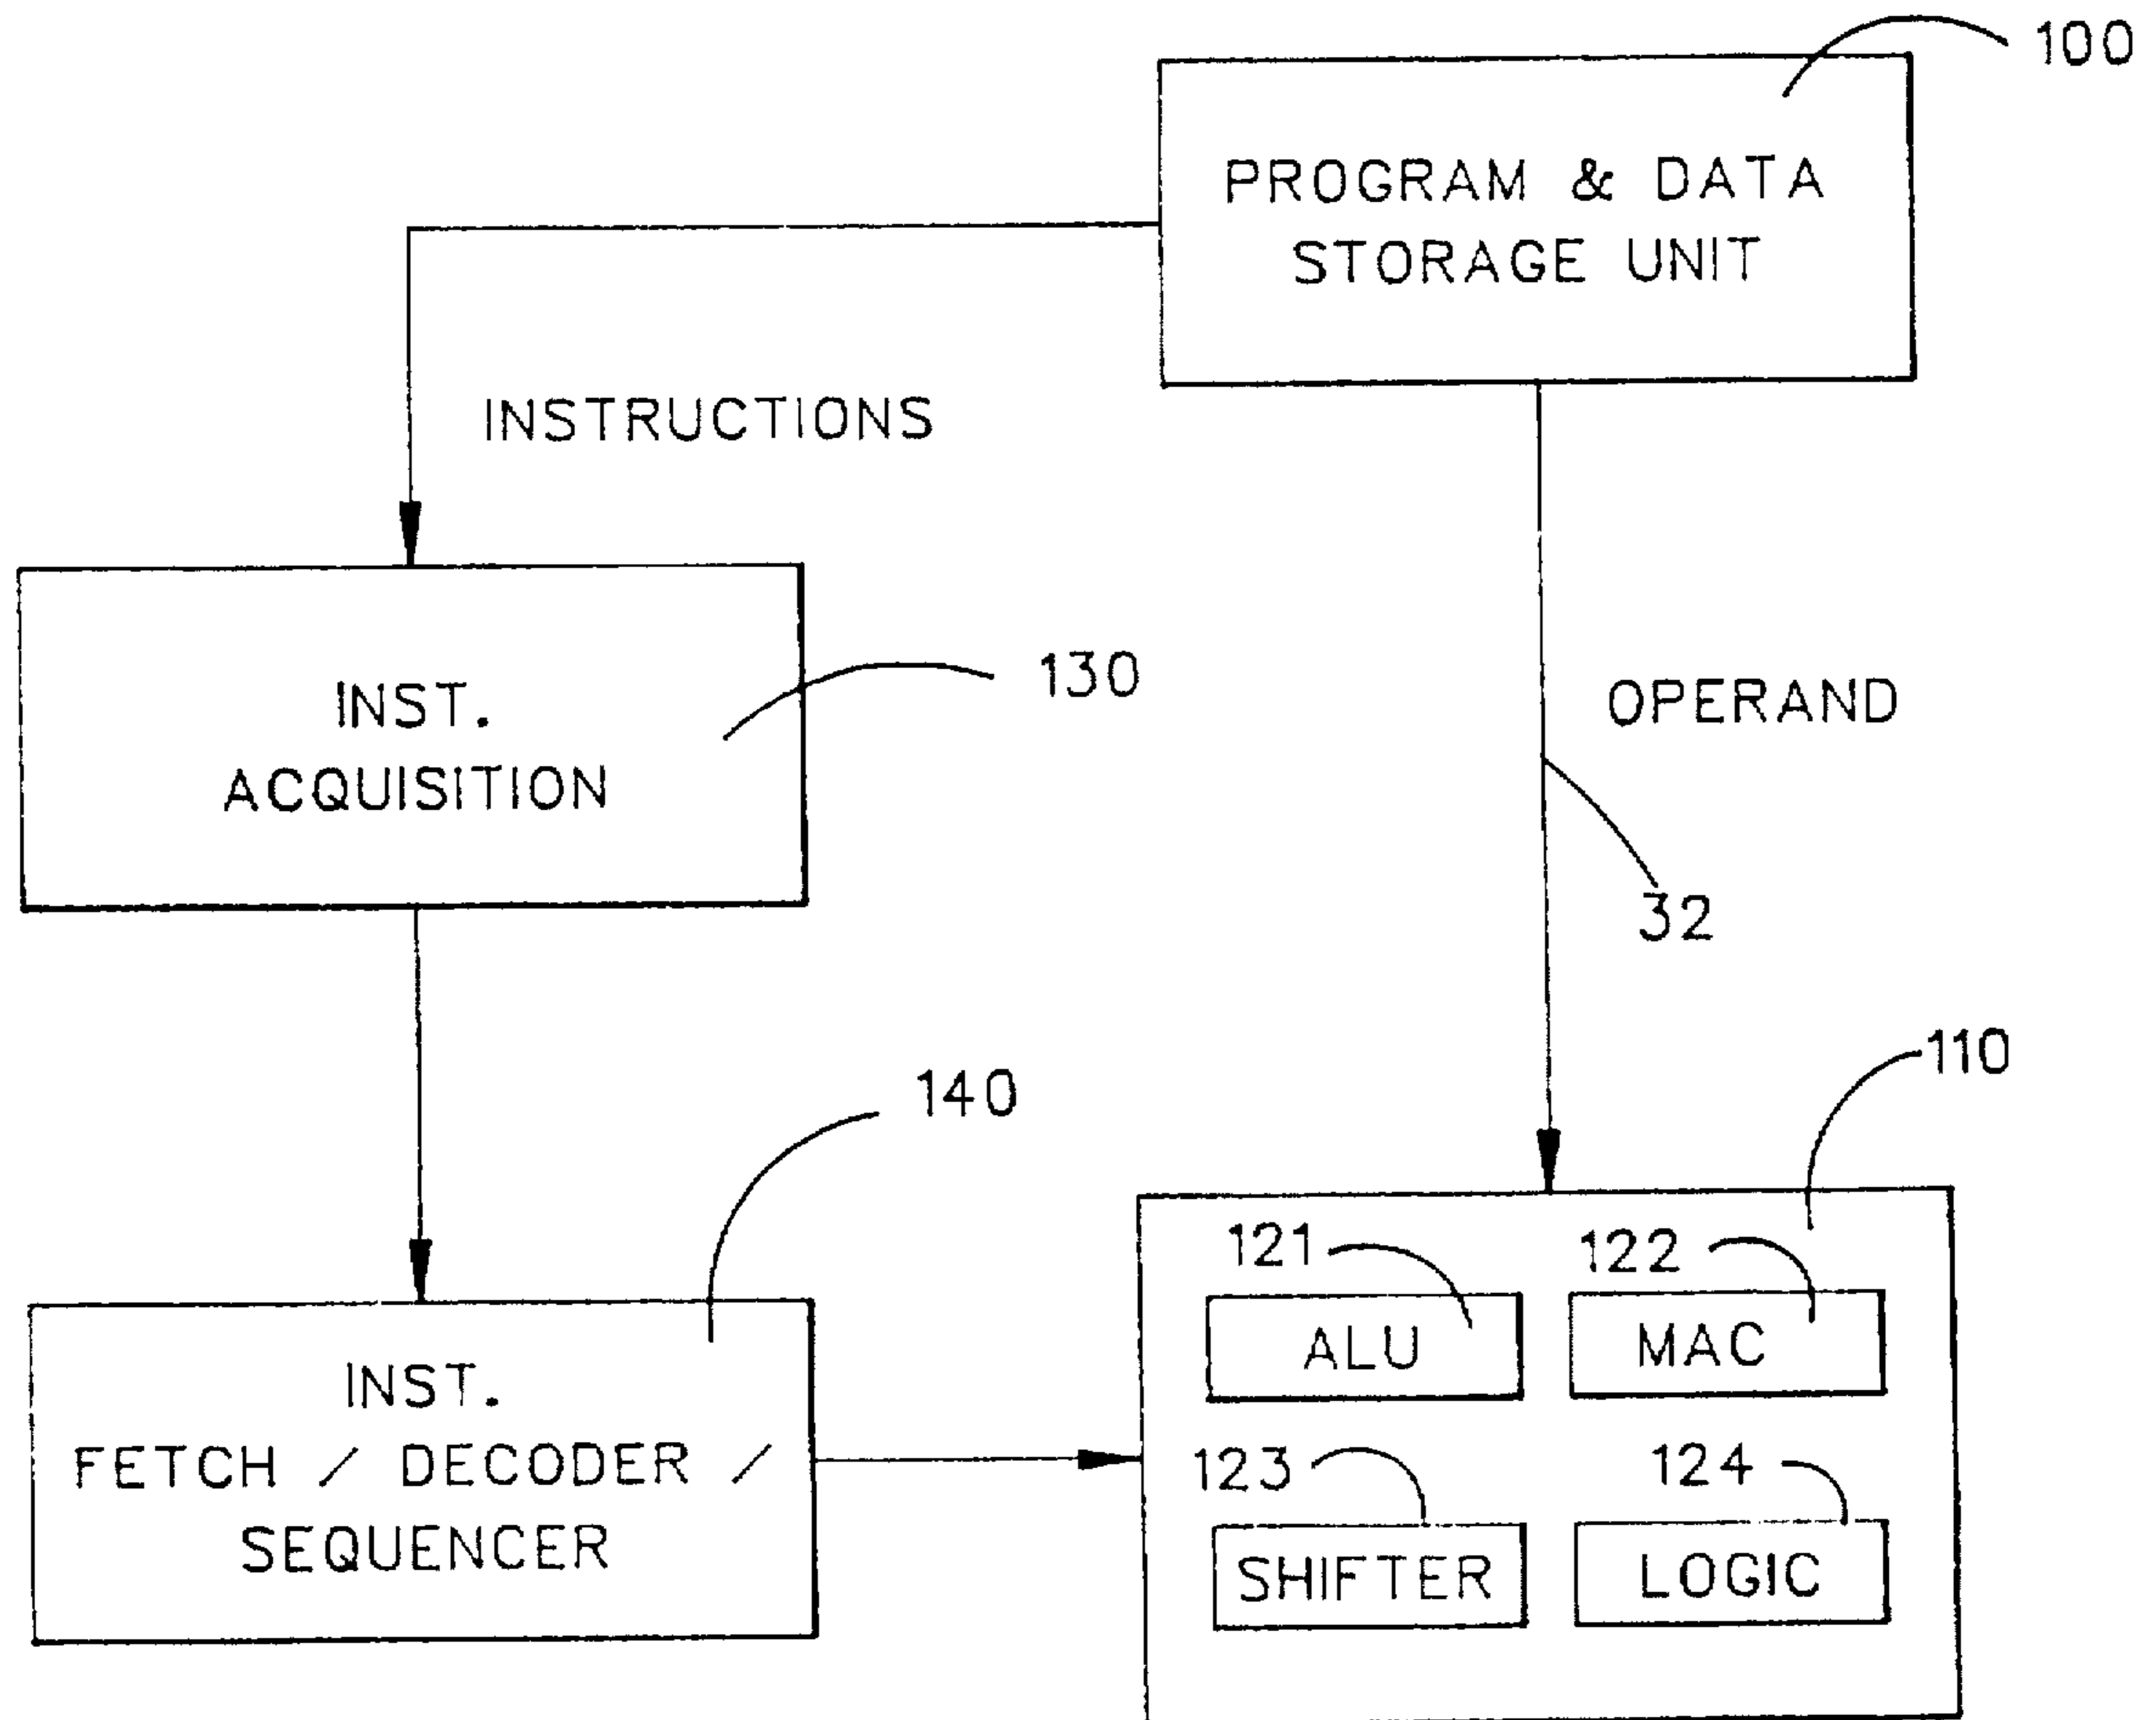 100
PROGRAM & DATA
STORAGE UNIT
INSTRUCTIONS
130
INST.
ACQUISITION
OPERAND
32
110
140
INST.
FETCH / DECODER /
SEQUENCER
121
122
ALU
MAC
123
124
SHIFTER
LOGIC